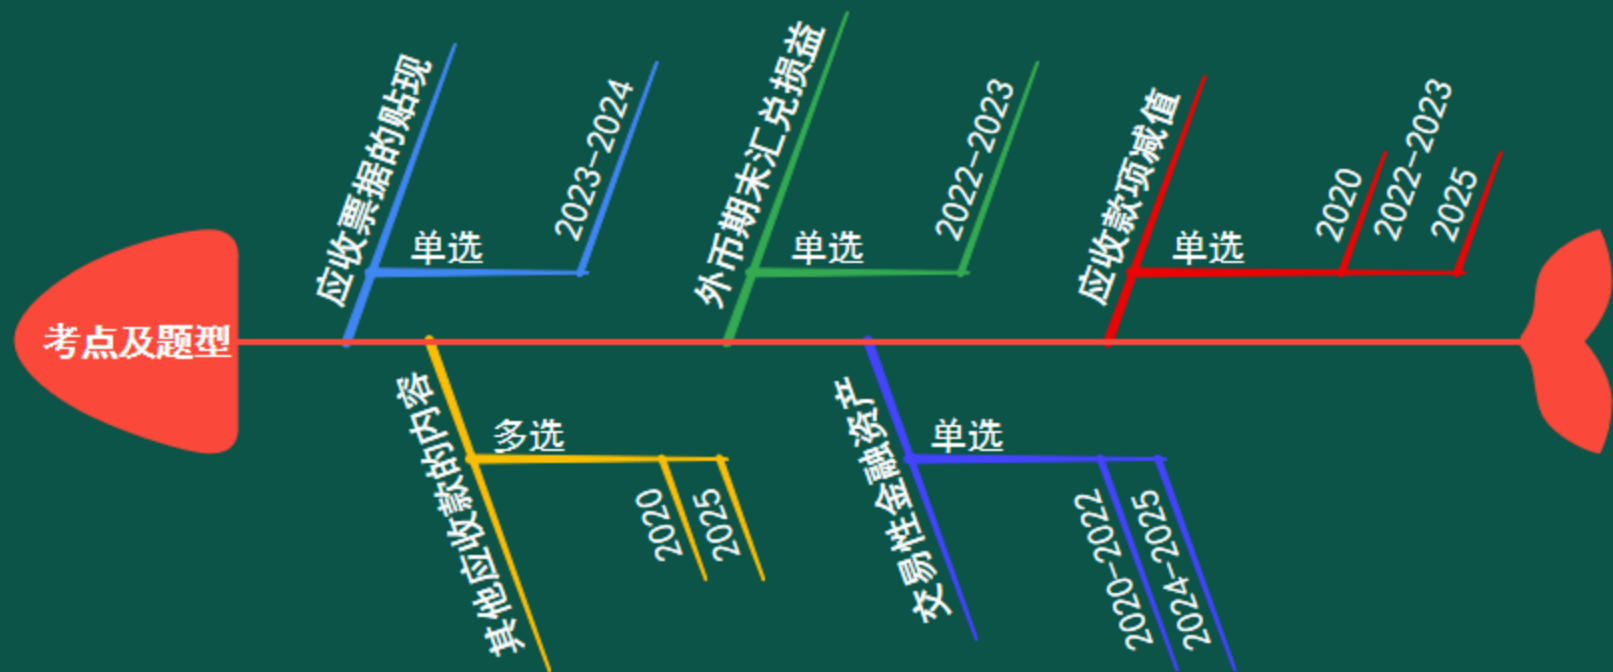 考点及题型
应收票据的贴现
单选
2023-2024
外币期末汇兑损益
单选
2022-2023
应收款项减值
单选
2020
2022-2023
2025
其他应收款的内容
多选
2020
2025
交易性金融资产
单选
2020-2022
2024-2025